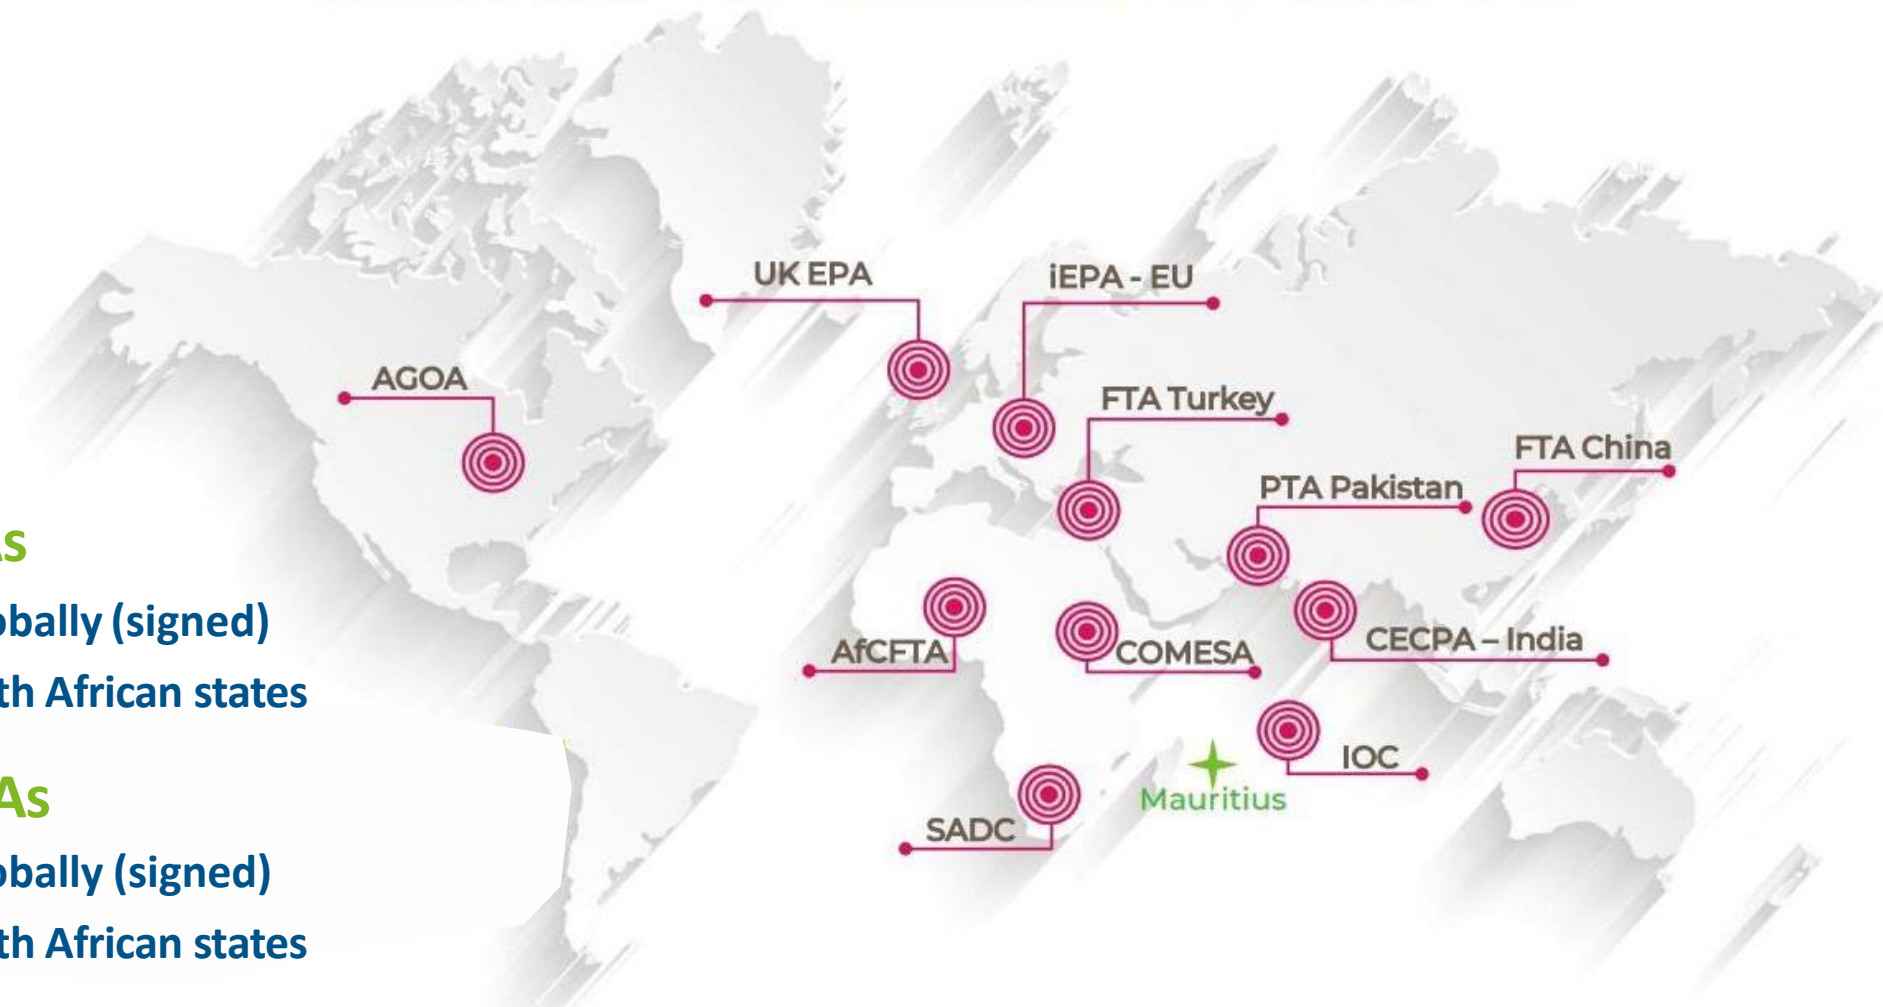 UK EPA
iEPA - EU
AGOA
FTA Turkey
FTA China
PTA Pakistan
AfCFTA
COMESA
CECPA – India
IOC
Mauritius
SADC
As
obally (signed)
th African states
As
obally (signed)
th African states